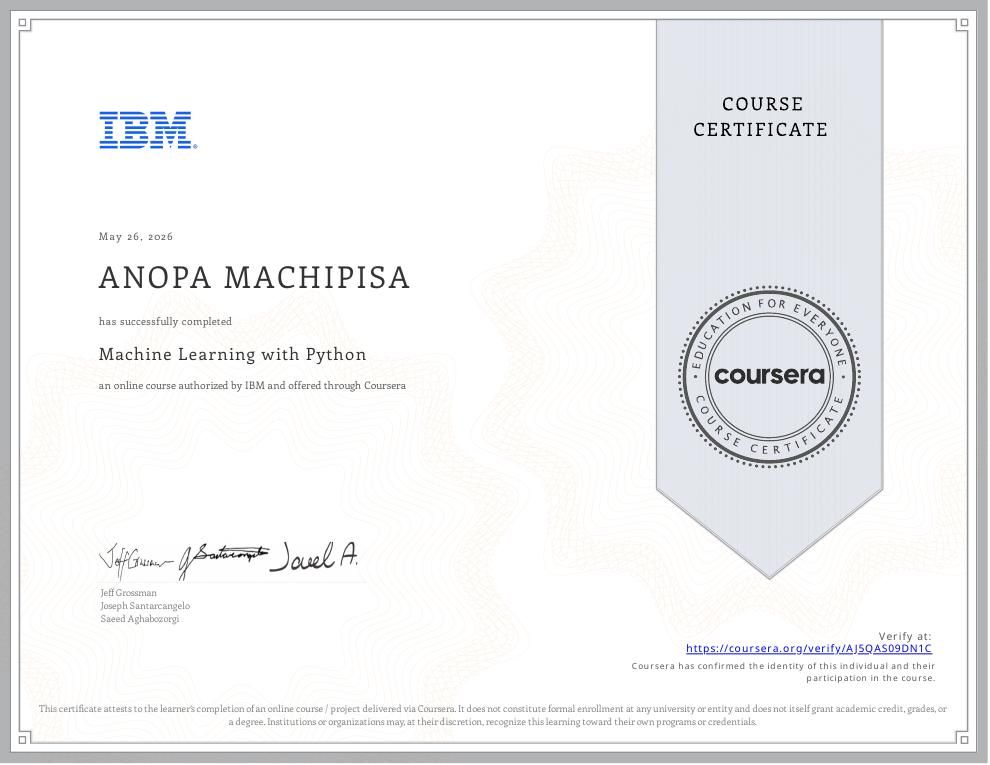 IBM®
COURSE
CERTIFICATE
May 26, 2026
ANOPA MACHIPISA
has successfully completed
Machine Learning with Python
an online course authorized by IBM and offered through Coursera
EDUCATION FOR EVERYONE
coursera
COURSE CERTIFICATE
Jeff Grossman
Joseph Santarcangelo
Saeed Aghabozorgi
Verify at:
https://coursera.org/verify/AJ5QAS09DN1C
Coursera has confirmed the identity of this individual and their
participation in the course.
This certificate attests to the learner's completion of an online course / project delivered via Coursera. It does not constitute formal enrollment at any university or entity and does not itself grant academic credit, grades, or
a degree. Institutions or organizations may, at their discretion, recognize this learning toward their own programs or credentials.